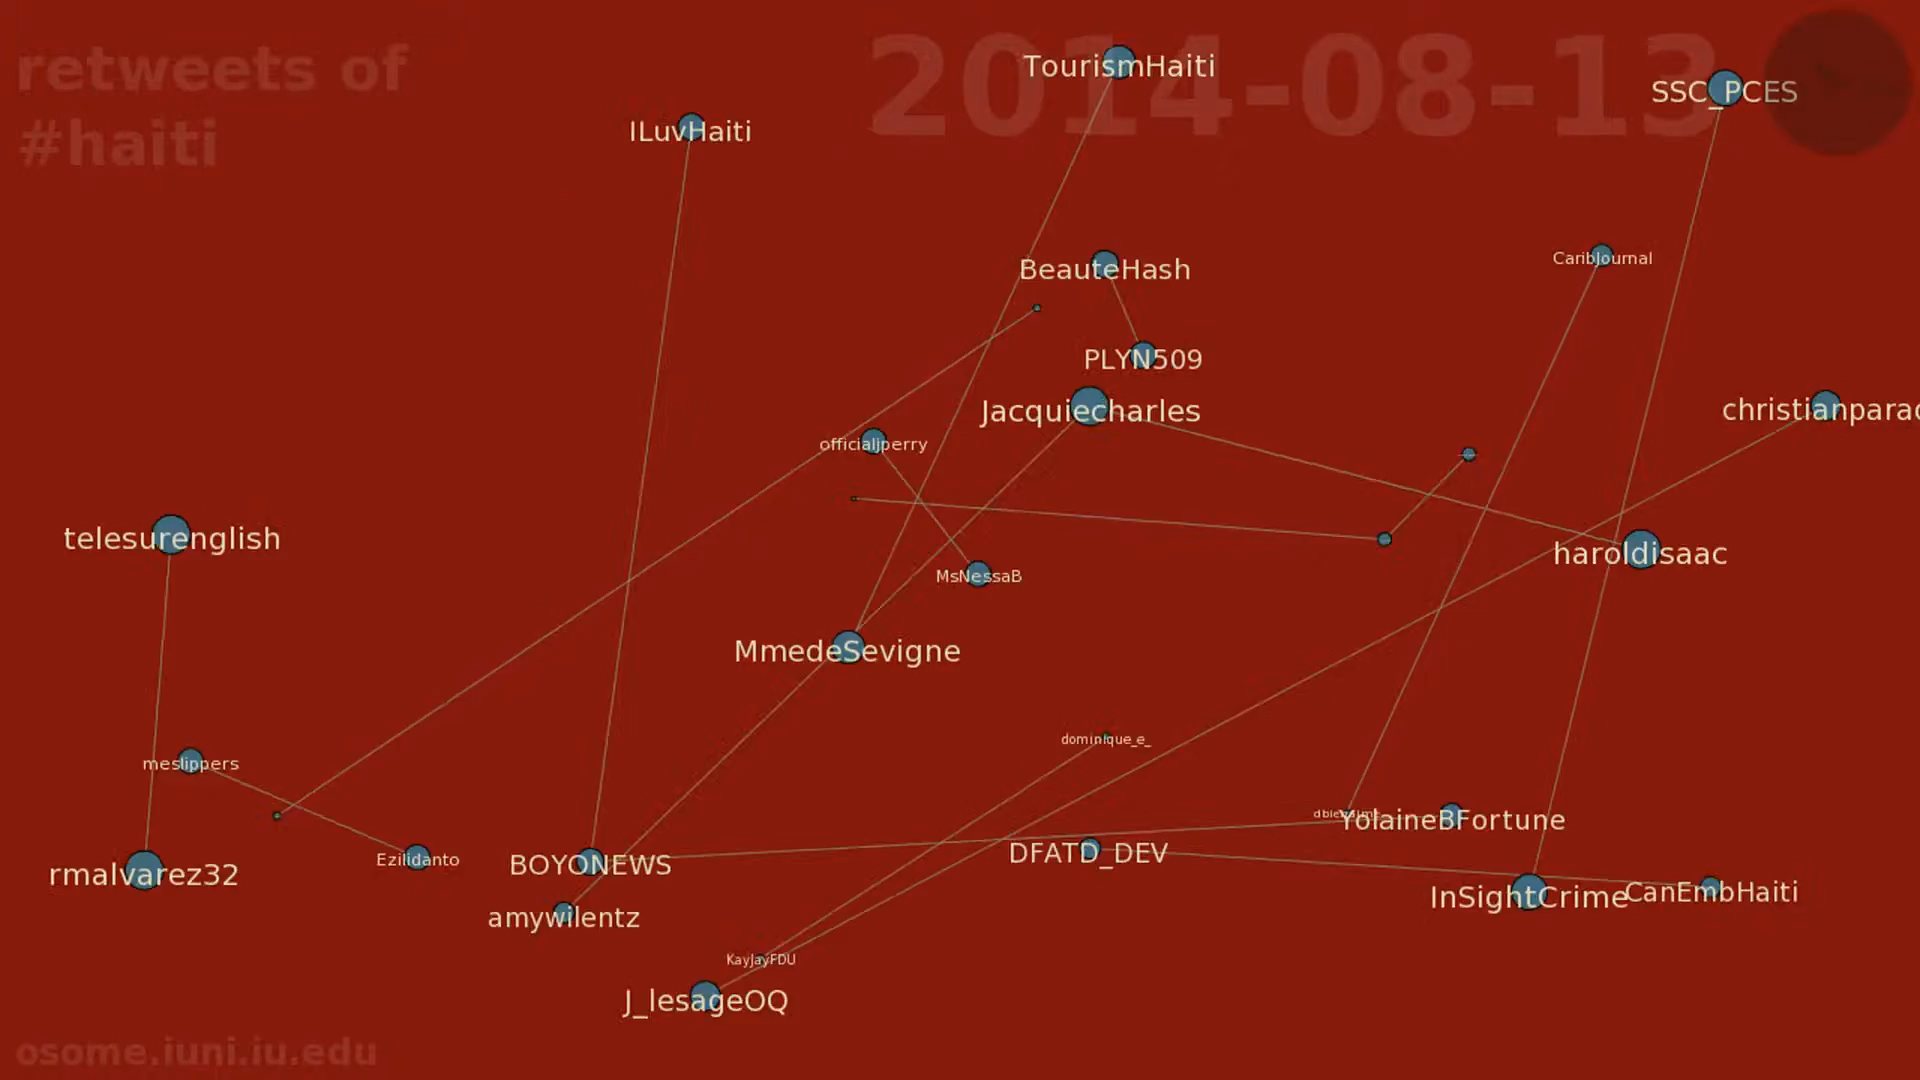 retweets of
#haiti
2014-08-13
TourismHaiti
SSC_PCES
ILuvHaiti
BeauteHash
CaribJournal
PLYN509
Jacquiecharles
christianparad
officialjperry
telesurenglish
haroldisaac
MsNessaB
MmedeSevigne
dominique_e_
meslippers
YolaineBFortune
DFATD_DEV
Ezilidanto
BOYONEWS
rmalvarez32
InSightCrime
CanEmbHaiti
amywilentz
KayJayFDU
J_lesageOQ
osome.iuni.iu.edu